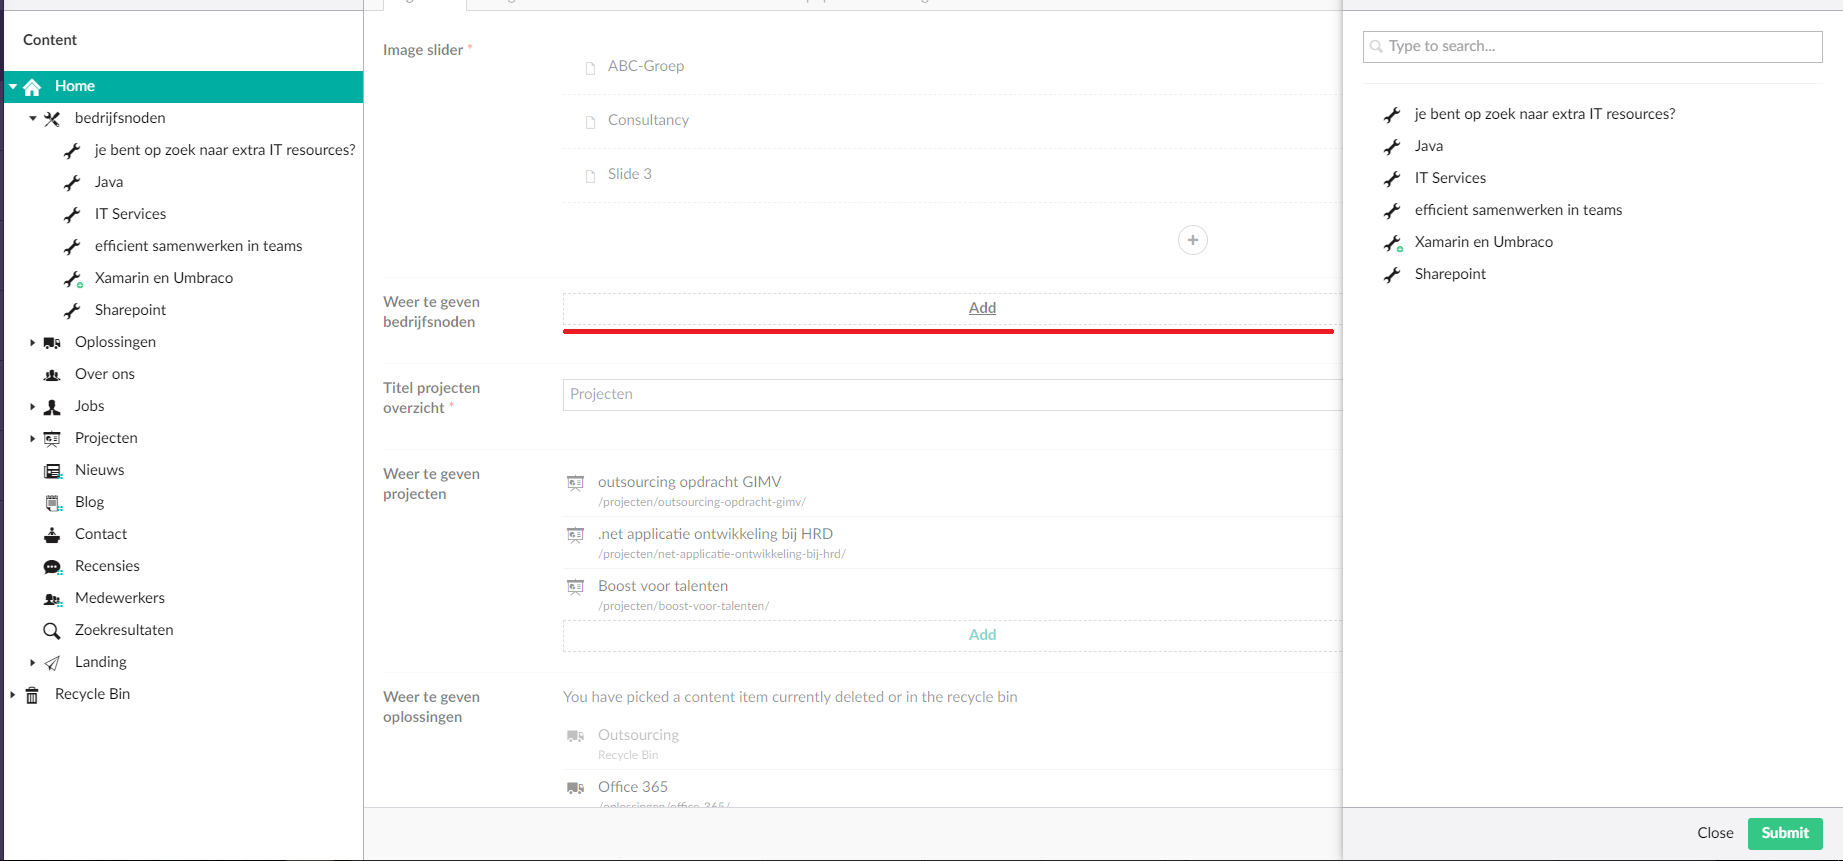 Content
Home
bedrijfsnoden
je bent op zoek naar extra IT resources?
Java
IT Services
efficient samenwerken in teams
Xamarin en Umbraco
Sharepoint
Oplossingen
Over ons
Jobs
Projecten
Nieuws
Blog
Contact
Recensies
Medewerkers
Zoekresultaten
Landing
Recycle Bin
Image slider *
ABC-Groep
Consultancy
Slide 3
Weer te geven
bedrijfsnoden
Add
Titel projecten
overzicht *
Projecten
Weer te geven
projecten
outsourcing opdracht GIMV
/projecten/outsourcing-opdracht-gimv/
.net applicatie ontwikkeling bij HRD
/projecten/net-applicatie-ontwikkeling-bij-hrd/
Boost voor talenten
/projecten/boost-voor-talenten/
Add
Weer te geven
oplossingen
You have picked a content item currently deleted or in the recycle bin
Outsourcing
Recycle Bin
Office 365
/oplossingen/office-365/
Type to search...
je bent op zoek naar extra IT resources?
Java
IT Services
efficient samenwerken in teams
Xamarin en Umbraco
Sharepoint
Close
Submit